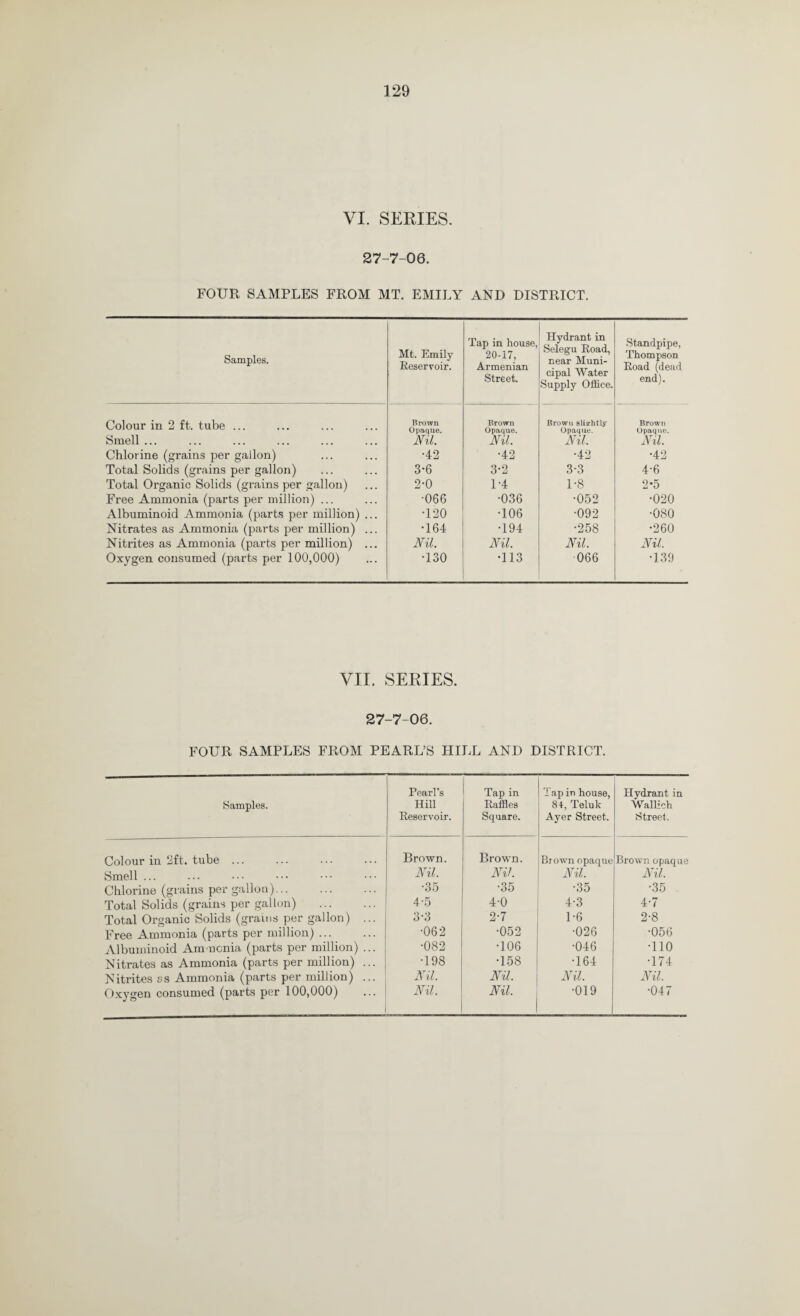 129
VI. SERIES.
27-7-06.
FOUR SAMPLES FROM MT. EMILY AND DISTRICT.
Samples. | Mt. Emily Reservoir. | Tap in house, 20-17, Armenian Street. | Hydrant in Selegu Road, near Municipal Water Supply Office. | Standpipe, Thompson Road (dead end).
Colour in 2 ft. tube ... ... ... ... | Brown Opaque. | Brown Opaque. | Brown slightly Opaque. | Brown Opaque.
Smell ... ... ... ... ... ... | Nil. | Nil. | Nil. | Nil.
Chlorine (grains per gallon) ... ... | ·42 | ·42 | ·42 | ·42
Total Solids (grains per gallon) ... ... | 3·6 | 3·2 | 3·3 | 4·6
Total Organic Solids (grains per gallon) ... | 2·0 | 1·4 | 1·8 | 2·5
Free Ammonia (parts per million) ... ... | ·066 | ·036 | ·052 | ·020
Albuminoid Ammonia (parts per million) ... | ·120 | ·106 | ·092 | ·080
Nitrates as Ammonia (parts per million) ... | ·164 | ·194 | ·258 | ·260
Nitrites as Ammonia (parts per million) ... | Nil. | Nil. | Nil. | Nil.
Oxygen consumed (parts per 100,000) ... | ·130 | ·113 | ·066 | ·139
VII. SERIES.
27-7-06.
FOUR SAMPLES FROM PEARL'S HILL AND DISTRICT.
Samples. | Pearl's Hill Reservoir. | Tap in Raffles Square. | Tap in house, 84, Teluk Ayer Street. | Hydrant in Wallich Street.
Colour in 2ft. tube ... ... ... ... | Brown. | Brown. | Brown opaque | Brown opaque
Smell ... ... ... ... ... ... | Nil. | Nil. | Nil. | Nil.
Chlorine (grains per gallon)... ... ... | ·35 | ·35 | ·35 | ·35
Total Solids (grains per gallon) ... ... | 4·5 | 4·0 | 4·3 | 4·7
Total Organic Solids (grains per gallon) ... | 3·3 | 2·7 | 1·6 | 2·8
Free Ammonia (parts per million) ... ... | ·062 | ·052 | ·026 | ·056
Albuminoid Ammonia (parts per million) ... | ·082 | ·106 | ·046 | ·110
Nitrates as Ammonia (parts per million) ... | ·198 | ·158 | ·164 | ·174
Nitrites as Ammonia (parts per million) ... | Nil. | Nil. | Nil. | Nil.
Oxygen consumed (parts per 100,000) ... | Nil. | Nil. | ·019 | ·047